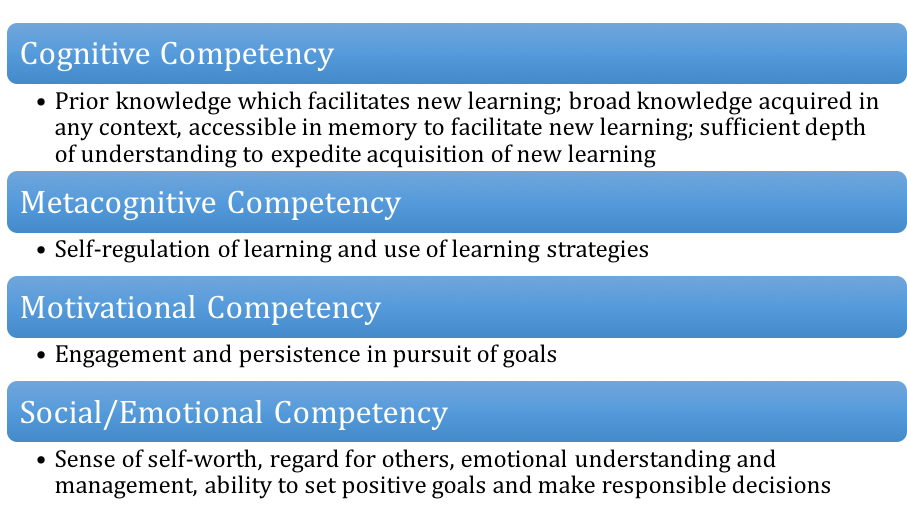 Cognitive Competency
• Prior knowledge which facilitates new learning; broad knowledge acquired in
any context, accessible in memory to facilitate new learning; sufficient depth
of understanding to expedite acquisition of new learning
Metacognitive Competency
• Self-regulation of learning and use of learning strategies
Motivational Competency
• Engagement and persistence in pursuit of goals
Social/Emotional Competency
• Sense of self-worth, regard for others, emotional understanding and
management, ability to set positive goals and make responsible decisions